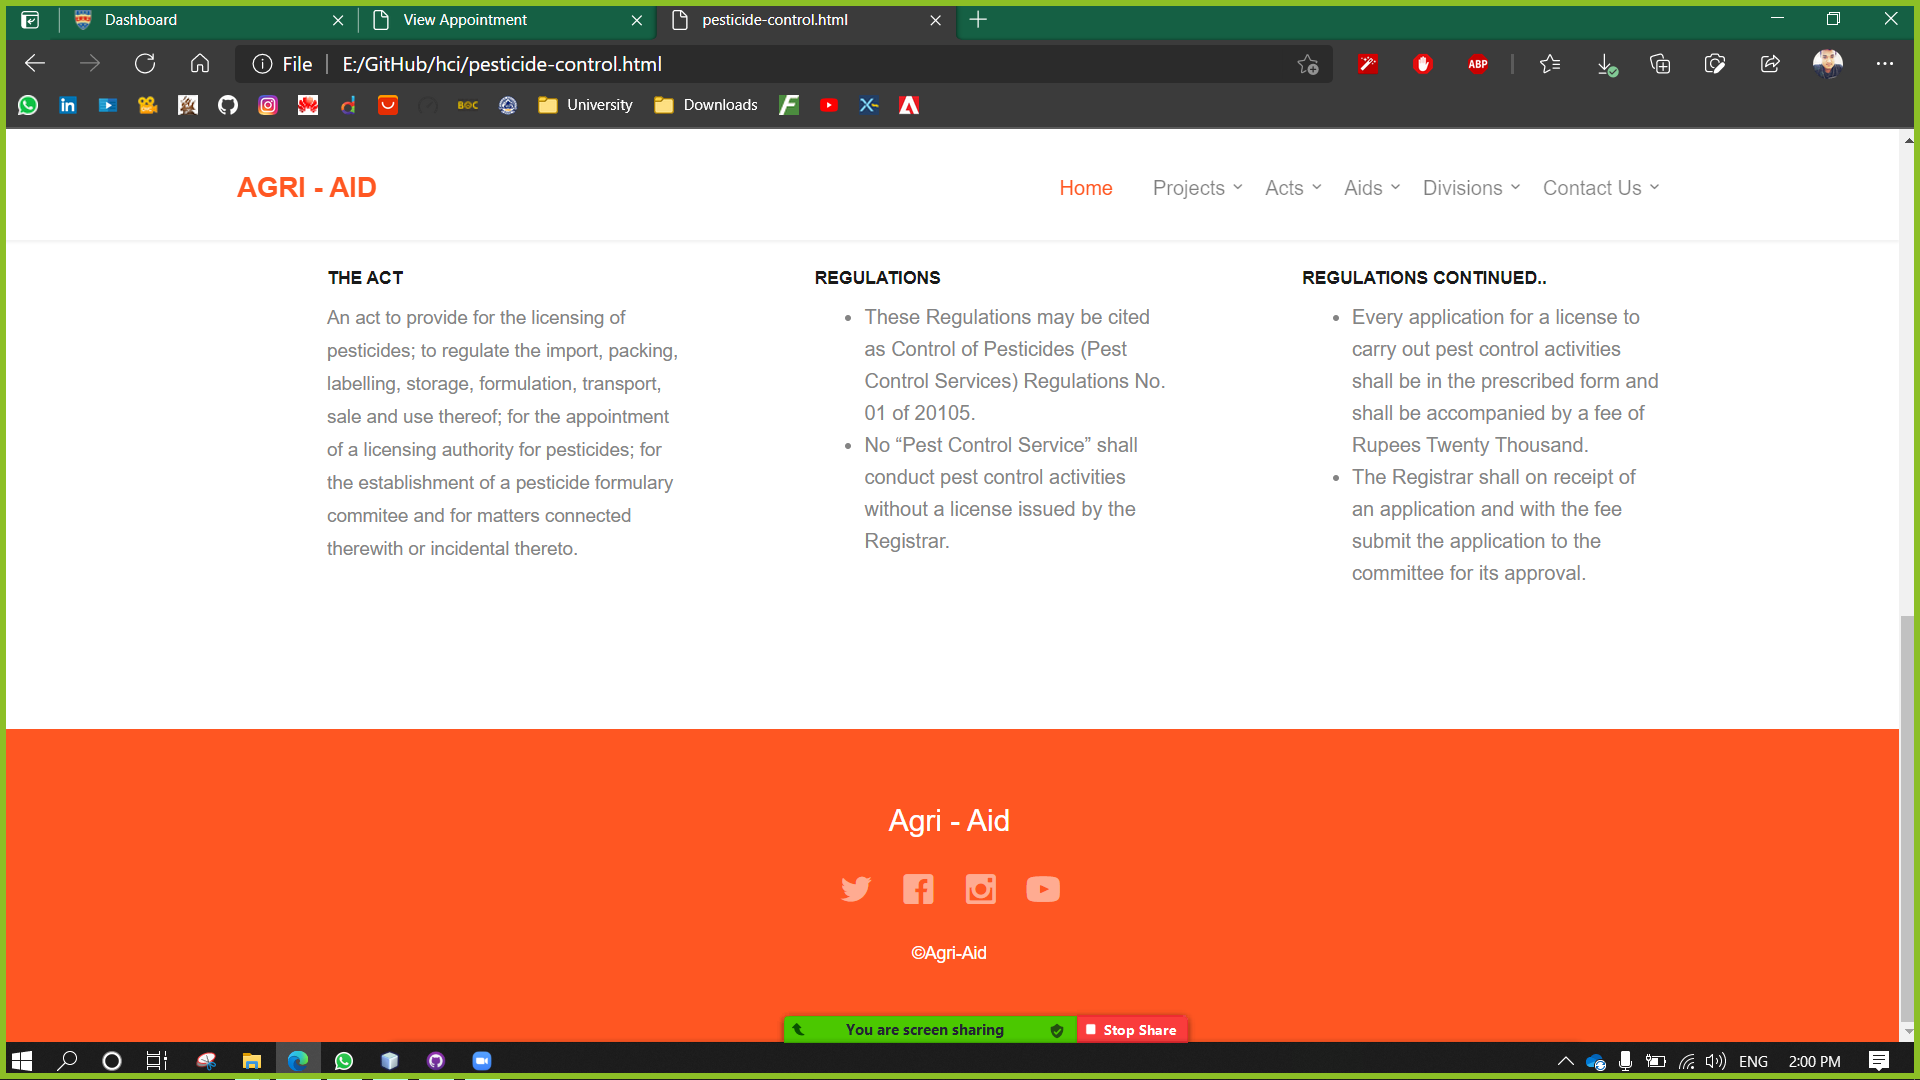 Dashboard
View Appointment
pesticide-control.html
File
E:/GitHub/hci/pesticide-control.html
ABP
BOC
University
Downloads
AGRI - AID
Home
Projects
Acts
Aids
Divisions
Contact Us
THE ACT
An act to provide for the licensing of
pesticides; to regulate the import, packing,
labelling, storage, formulation, transport,
sale and use thereof; for the appointment
of a licensing authority for pesticides; for
the establishment of a pesticide formulary
commitee and for matters connected
therewith or incidental thereto.
REGULATIONS
• These Regulations may be cited
as Control of Pesticides (Pest
Control Services) Regulations No.
01 of 20105.
• No “Pest Control Service” shall
conduct pest control activities
without a license issued by the
Registrar.
REGULATIONS CONTINUED..
• Every application for a license to
carry out pest control activities
shall be in the prescribed form and
shall be accompanied by a fee of
Rupees Twenty Thousand.
• The Registrar shall on receipt of
an application and with the fee
submit the application to the
committee for its approval.
Agri - Aid
©Agri-Aid
You are screen sharing
Stop Share
ENG
2:00 PM